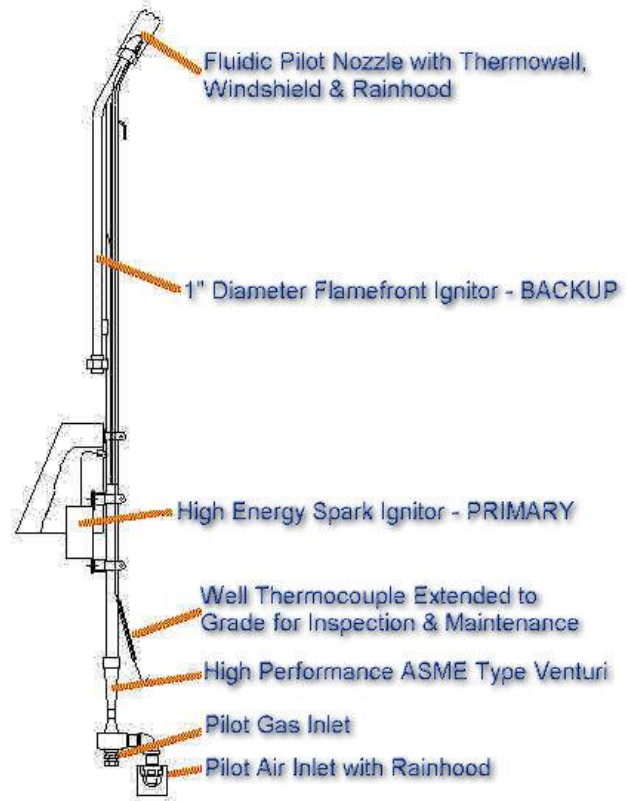 Fluidic Pilot Nozzle with Thermowell,
Windshield & Rainhood
1" Diameter Flamefront Ignitor - BACKUP
High Energy Spark Ignitor - PRIMARY
Well Thermocouple Extended to
Grade for Inspection & Maintenance
High Performance ASME Type Venturi
Pilot Gas Inlet
Pilot Air Inlet with Rainhood